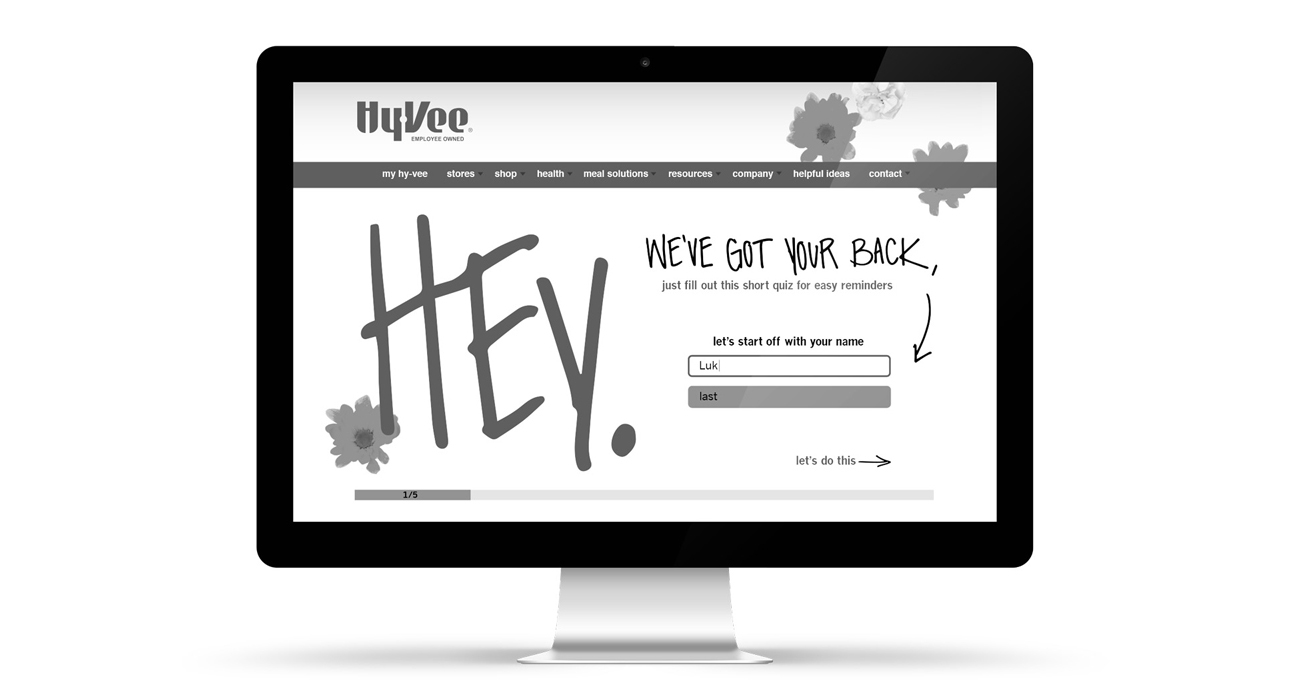 HyVee®
EMPLOYEE OWNED
my hy-vee stores shop health meal solutions resources company helpful ideas contact
HEY.
WE'VE GOT YOUR BACK,
just fill out this short quiz for easy reminders
let's start off with your name
Luk
last
let's do this
1/5